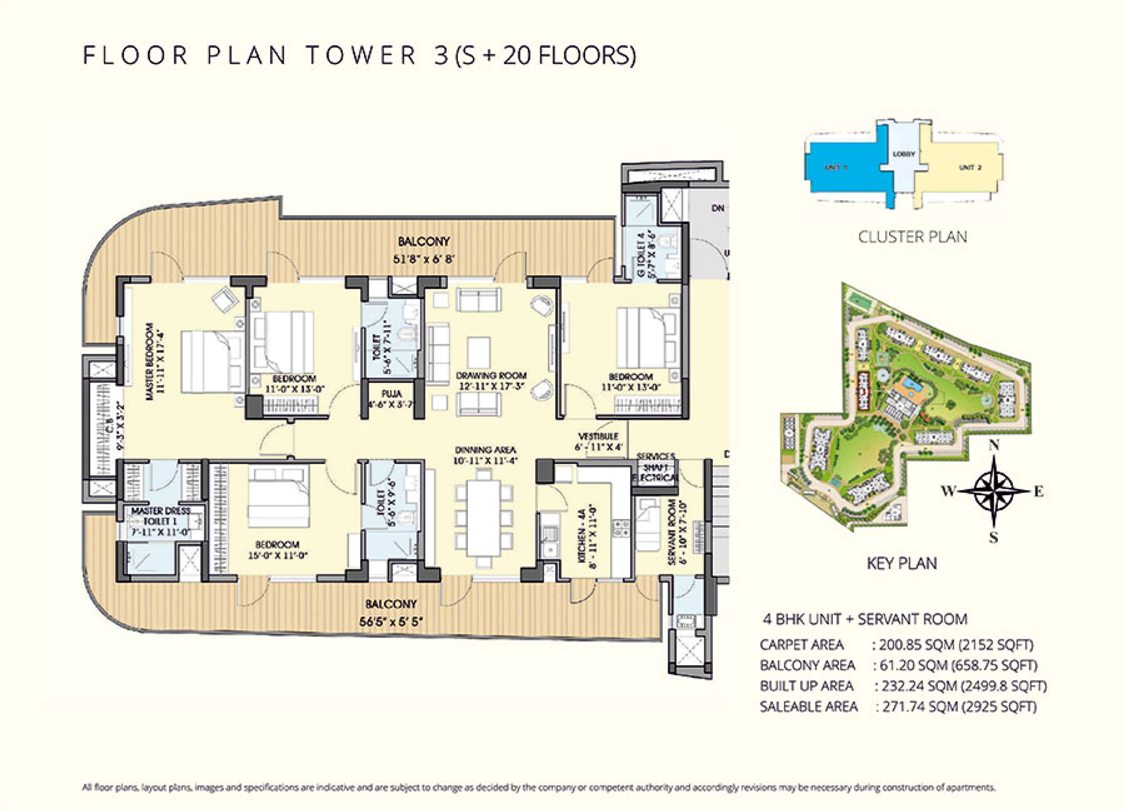 FLOOR PLAN TOWER 3 (S + 20 FLOORS)
UNIT 1
LOBBY
UNIT 2
CLUSTER PLAN
DN
BALCONY
51'8" x 6' 8'
G TOILET 4
5'-7" X 8'-6"
MASTER BEDROOM
11'-11" X 17'-4"
BEDROOM
11'-0" X 13'-0"
TOILET
5'-6" X 7'-11"
DRAWING ROOM
12'-11" X 17'-3"
BEDROOM
11'-0" X 13'-0"
PUJA
4'-6" X 3'-7"
C.B
9'-3" X 3'-2"
VESTIBULE
6' - 11" X 4'
DINNING AREA
10'-11" X 11'-4"
SERVICES
SHAFT
ELECTRICAL
MASTER DRESS
TOILET 1
7'-11" X 11'-0"
TOILET
5'-6" X 9'-6"
BEDROOM
15'-0" X 11'-0"
KITCHEN - 4A
8' - 11" X 11'-0"
SERVANT ROOM
6' - 10" X 7'-10"
BALCONY
56'5" x 5' 5"
N
W
E
S
KEY PLAN
4 BHK UNIT + SERVANT ROOM
CARPET AREA : 200.85 SQM (2152 SQFT)
BALCONY AREA : 61.20 SQM (658.75 SQFT)
BUILT UP AREA : 232.24 SQM (2499.8 SQFT)
SALEABLE AREA : 271.74 SQM (2925 SQFT)
All floor plans, layout plans, images and specifications are indicative and are subject to change as decided by the company or competent authority and accordingly revisions may be necessary during construction of apartments.